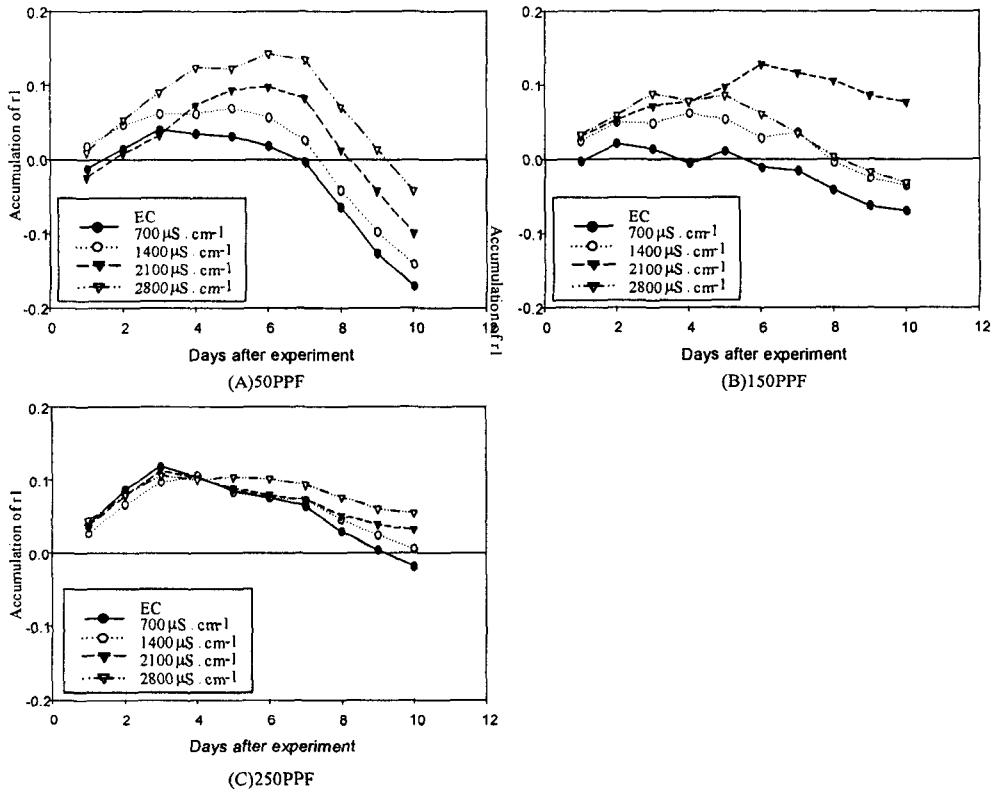 0.2
0.1
0.0
-0.1
-0.2
Accumulation of r1
EC
700 µS . cm-1
1400 µS . cm-1
2100 µS . cm-1
2800 µS . cm-1
0 2 4 6 8 10 12
Days after experiment
(A)50PPF
0.2
0.1
0.0
-0.1
-0.2
Accumulation of r1
EC
700 µS . cm-1
1400 µS . cm-1
2100 µS . cm-1
2800 µS . cm-1
0 2 4 6 8 10 12
Days after experiment
(B)150PPF
0.2
0.1
0.0
-0.1
-0.2
Accumulation of r1
EC
700 µS . cm-1
1400 µS . cm-1
2100 µS . cm-1
2800 µS . cm-1
0 2 4 6 8 10 12
Days after experiment
(C)250PPF